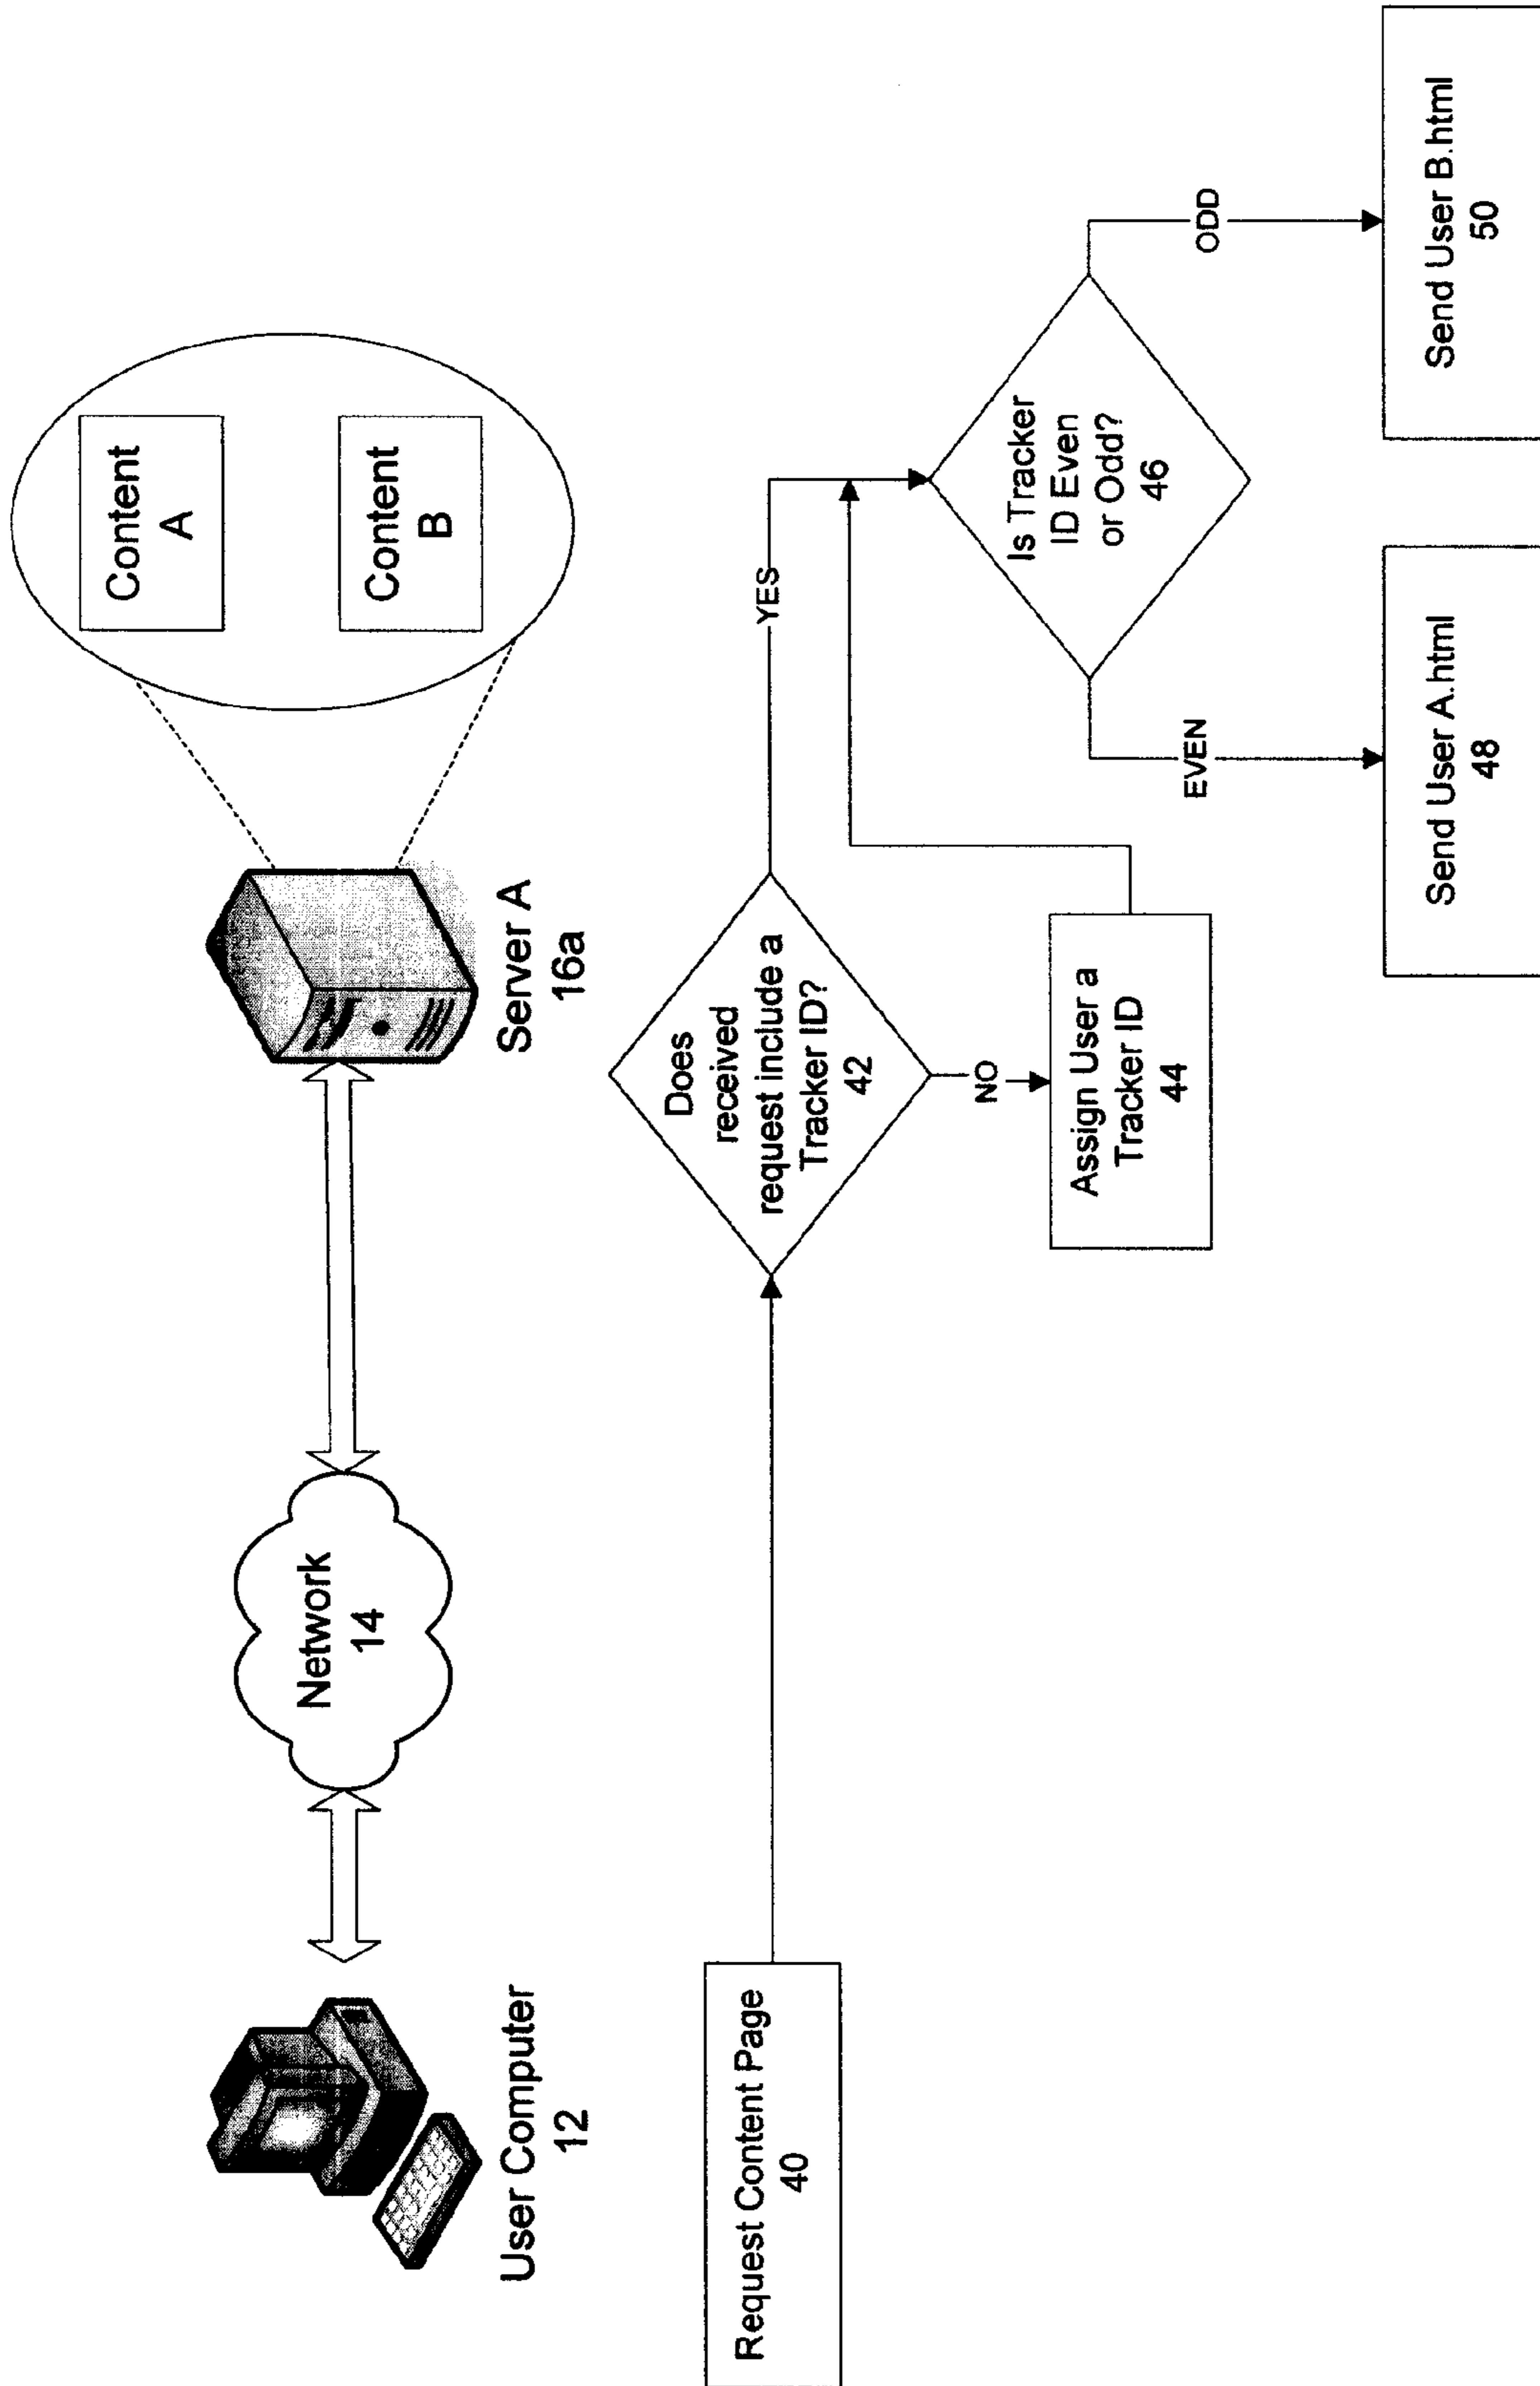 User Computer
12
Network
14
Server A
16a
Content
A
Content
B
Request Content Page
40
Does
received
request include a
Tracker ID?
42
YES
NO
Assign User a
Tracker ID
44
Is Tracker
ID Even
or Odd?
46
EVEN
ODD
Send User A.html
48
Send User B.html
50